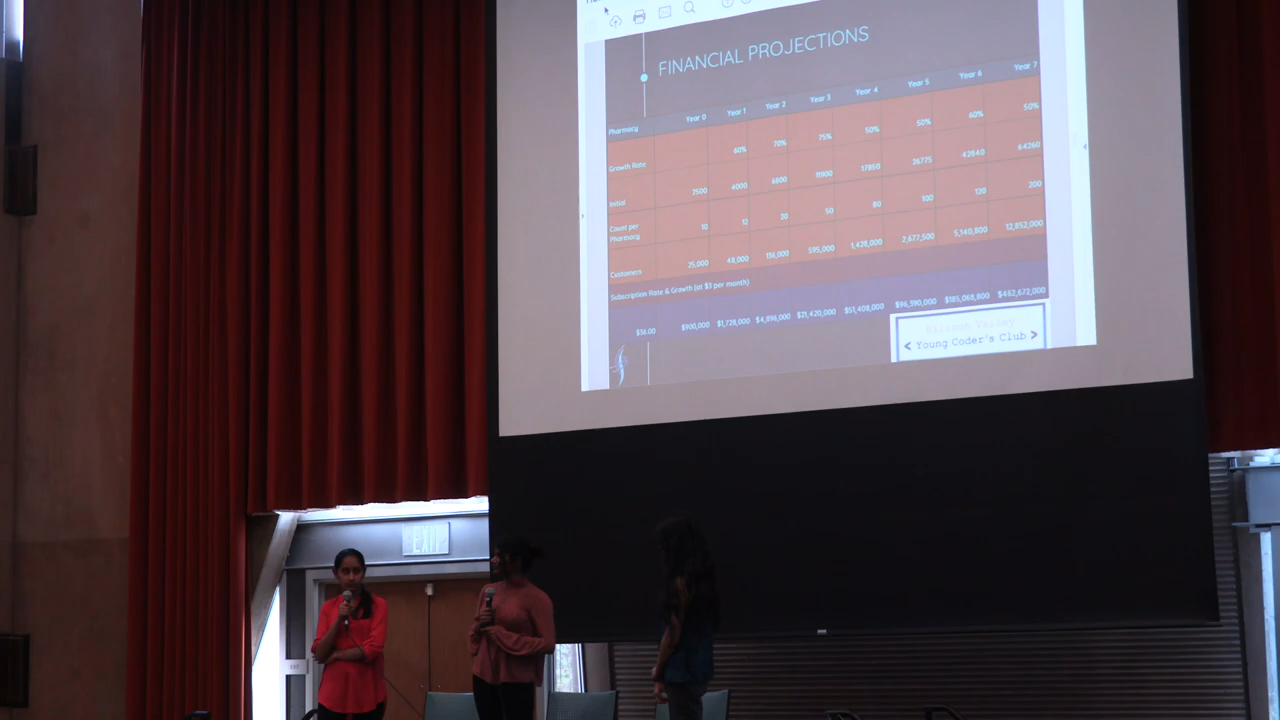 FINANCIAL PROJECTIONS
Pharmacy Year 0 Year 1 Year 2 Year 3 Year 4 Year 5 Year 6 Year 7
Growth Rate 60% 70% 75% 50% 50% 60% 50%
Initial 2500 4000 6800 11900 17850 26775 42840 64260
Count per Pharmacy 10 12 20 50 80 100 120 200
Customers 25,000 48,000 136,000 595,000 1,428,000 2,677,500 5,140,800 12,852,000
Subscription Rate & Growth (at $3 per month)
$36.00 $900,000 $1,728,000 $4,896,000 $21,420,000 $51,408,000 $96,390,000 $185,068,800 $462,672,000
Silicon Valley
< Young Coder's Club >
EXIT